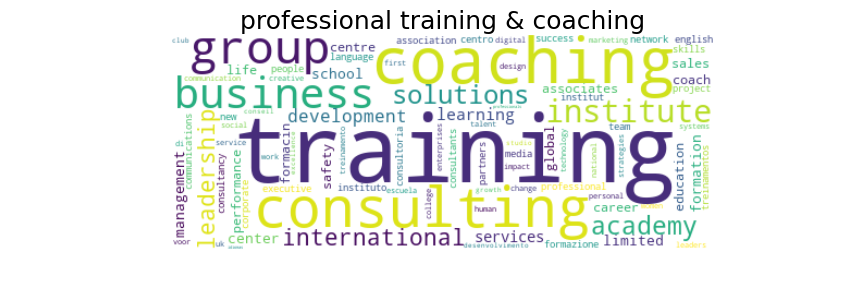 professional training & coaching
club
group
centre
association
centro
digital
success
marketing
network
english
language
first
skills
life
people
school
coaching
design
sales
communication
creative
business
solutions
associates
coach
project
institut
institute
new
conseil
development
learning
social
talent
studio
team
systems
leadership
training
communications
service
formacin
excellence
safety
treinamento
consultoria
enterprises
consultants
partners
media
impact
global
technology
national
strategies
education
formation
treinamentos
management
consultancy
performance
corporate
work
executive
instituto
escuela
college
growth
change
professional
personal
consulting
human
career
academy
voor
uk
center
international
services
desenvolvimento
formazione
limited
leaders